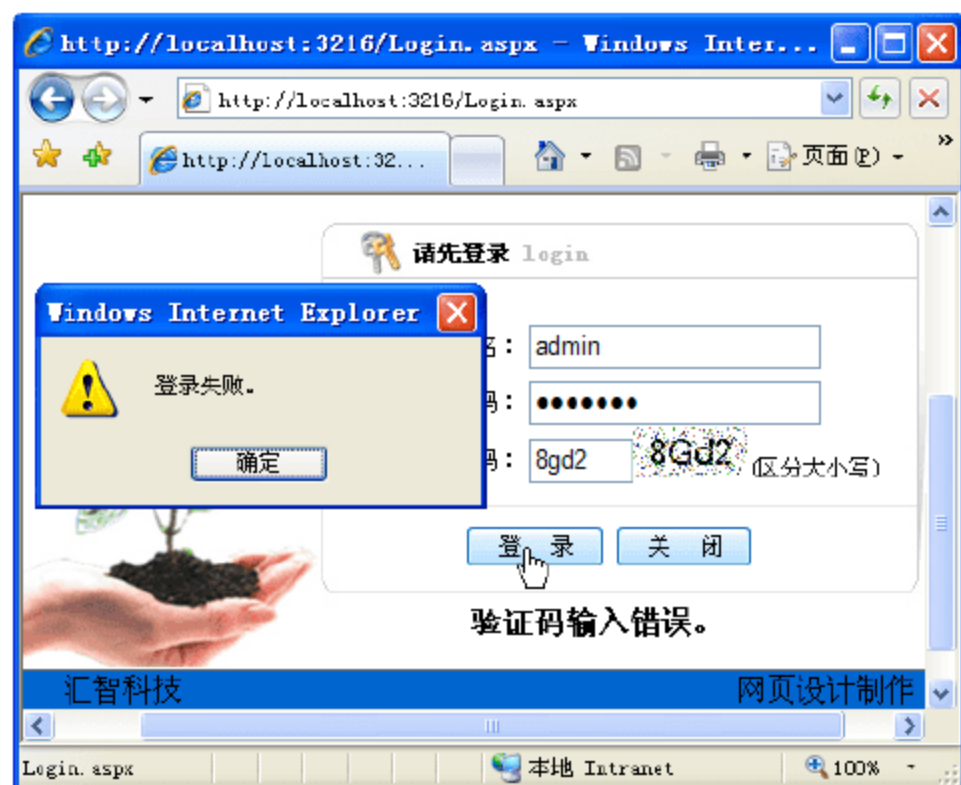 http://localhost:3216/Login.aspx - Windows Inter...
http://localhost:3216/Login.aspx
http://localhost:32...
页面(P)
»
请先登录 login
Windows Internet Explorer
登录失败。
确定
名： admin
码： ●●●●●●●
码： 8gd2 8Gd2 (区分大小写)
登 录 关 闭
验证码输入错误。
汇智科技 网页设计制作
Login.aspx 本地 Intranet 100%